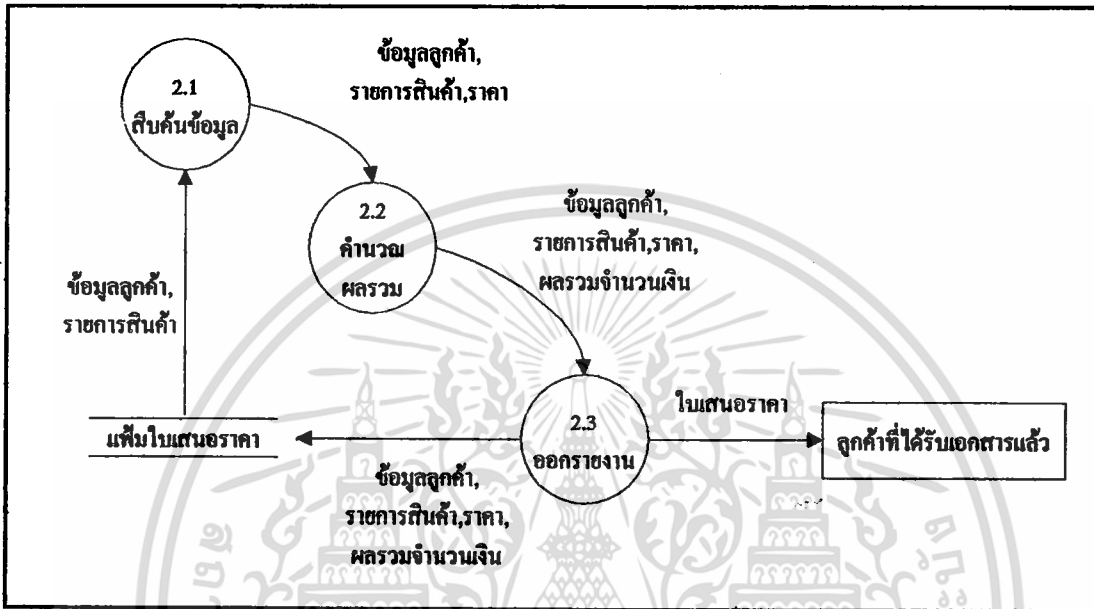 ข้อมูลลูกค้า,
รายการสินค้า,ราคา
2.1
สืบค้นข้อมูล
2.2
คำนวณ
ผลรวม
ข้อมูลลูกค้า,
รายการสินค้า,ราคา,
ผลรวมจำนวนเงิน
ข้อมูลลูกค้า,
รายการสินค้า
แฟ้มใบเสนอราคา
2.3
ออกรายงาน
ใบเสนอราคา
ลูกค้าที่ได้รับเอกสารแล้ว
ข้อมูลลูกค้า,
รายการสินค้า,ราคา,
ผลรวมจำนวนเงิน